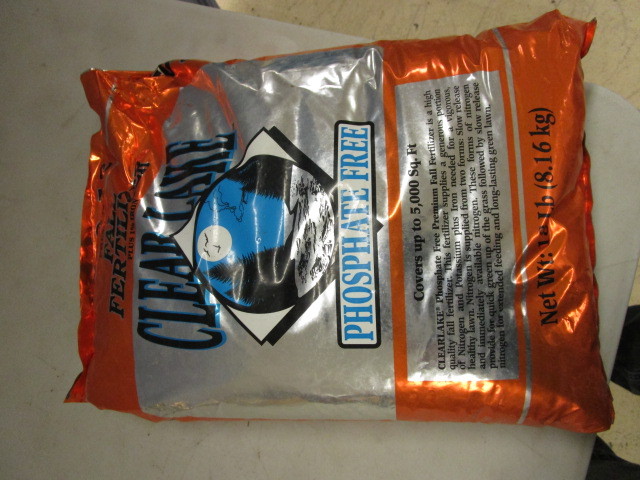 FALL
FERTILIZ
CLEAR LAKE
PHOSPHATE FREE
Covers up to 5,000 Sq. Ft
CLEARLAKE® Phosphate Free Premium Fall Fertilizer is a high
quality fall fertilizer. This fertilizer supplies a generous portion
of Nitrogen and Potassium plus Iron needed for a vigorous,
healthy lawn. Nitrogen is supplied from two forms: slow release
and immediately available nitrogen. These forms of nitrogen
provide for quick green up of the grass followed by slow release
nitrogen for extended feeding and long-lasting green lawn.
Net Wt: 18 lb (8.16 kg)